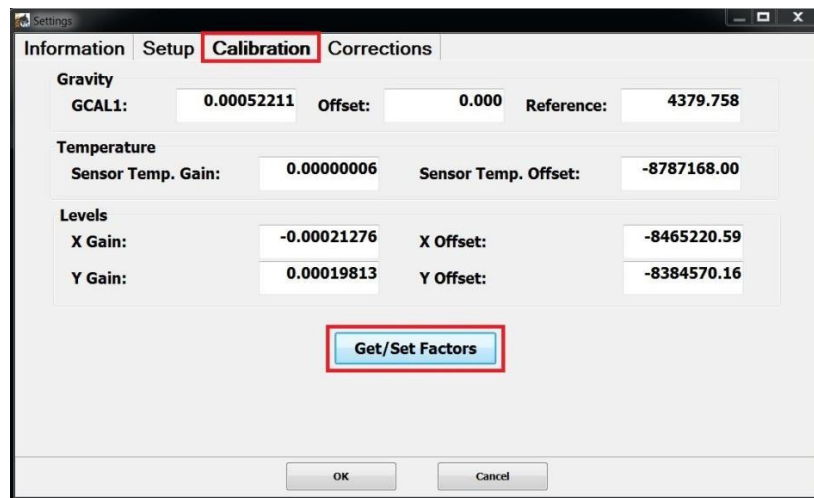 Settings
Information Setup Calibration Corrections
Gravity
GCAL1: 0.00052211 Offset: 0.000 Reference: 4379.758
Temperature
Sensor Temp. Gain: 0.00000006 Sensor Temp. Offset: -8787168.00
Levels
X Gain: -0.00021276 X Offset: -8465220.59
Y Gain: 0.00019813 Y Offset: -8384570.16
Get/Set Factors
OK Cancel